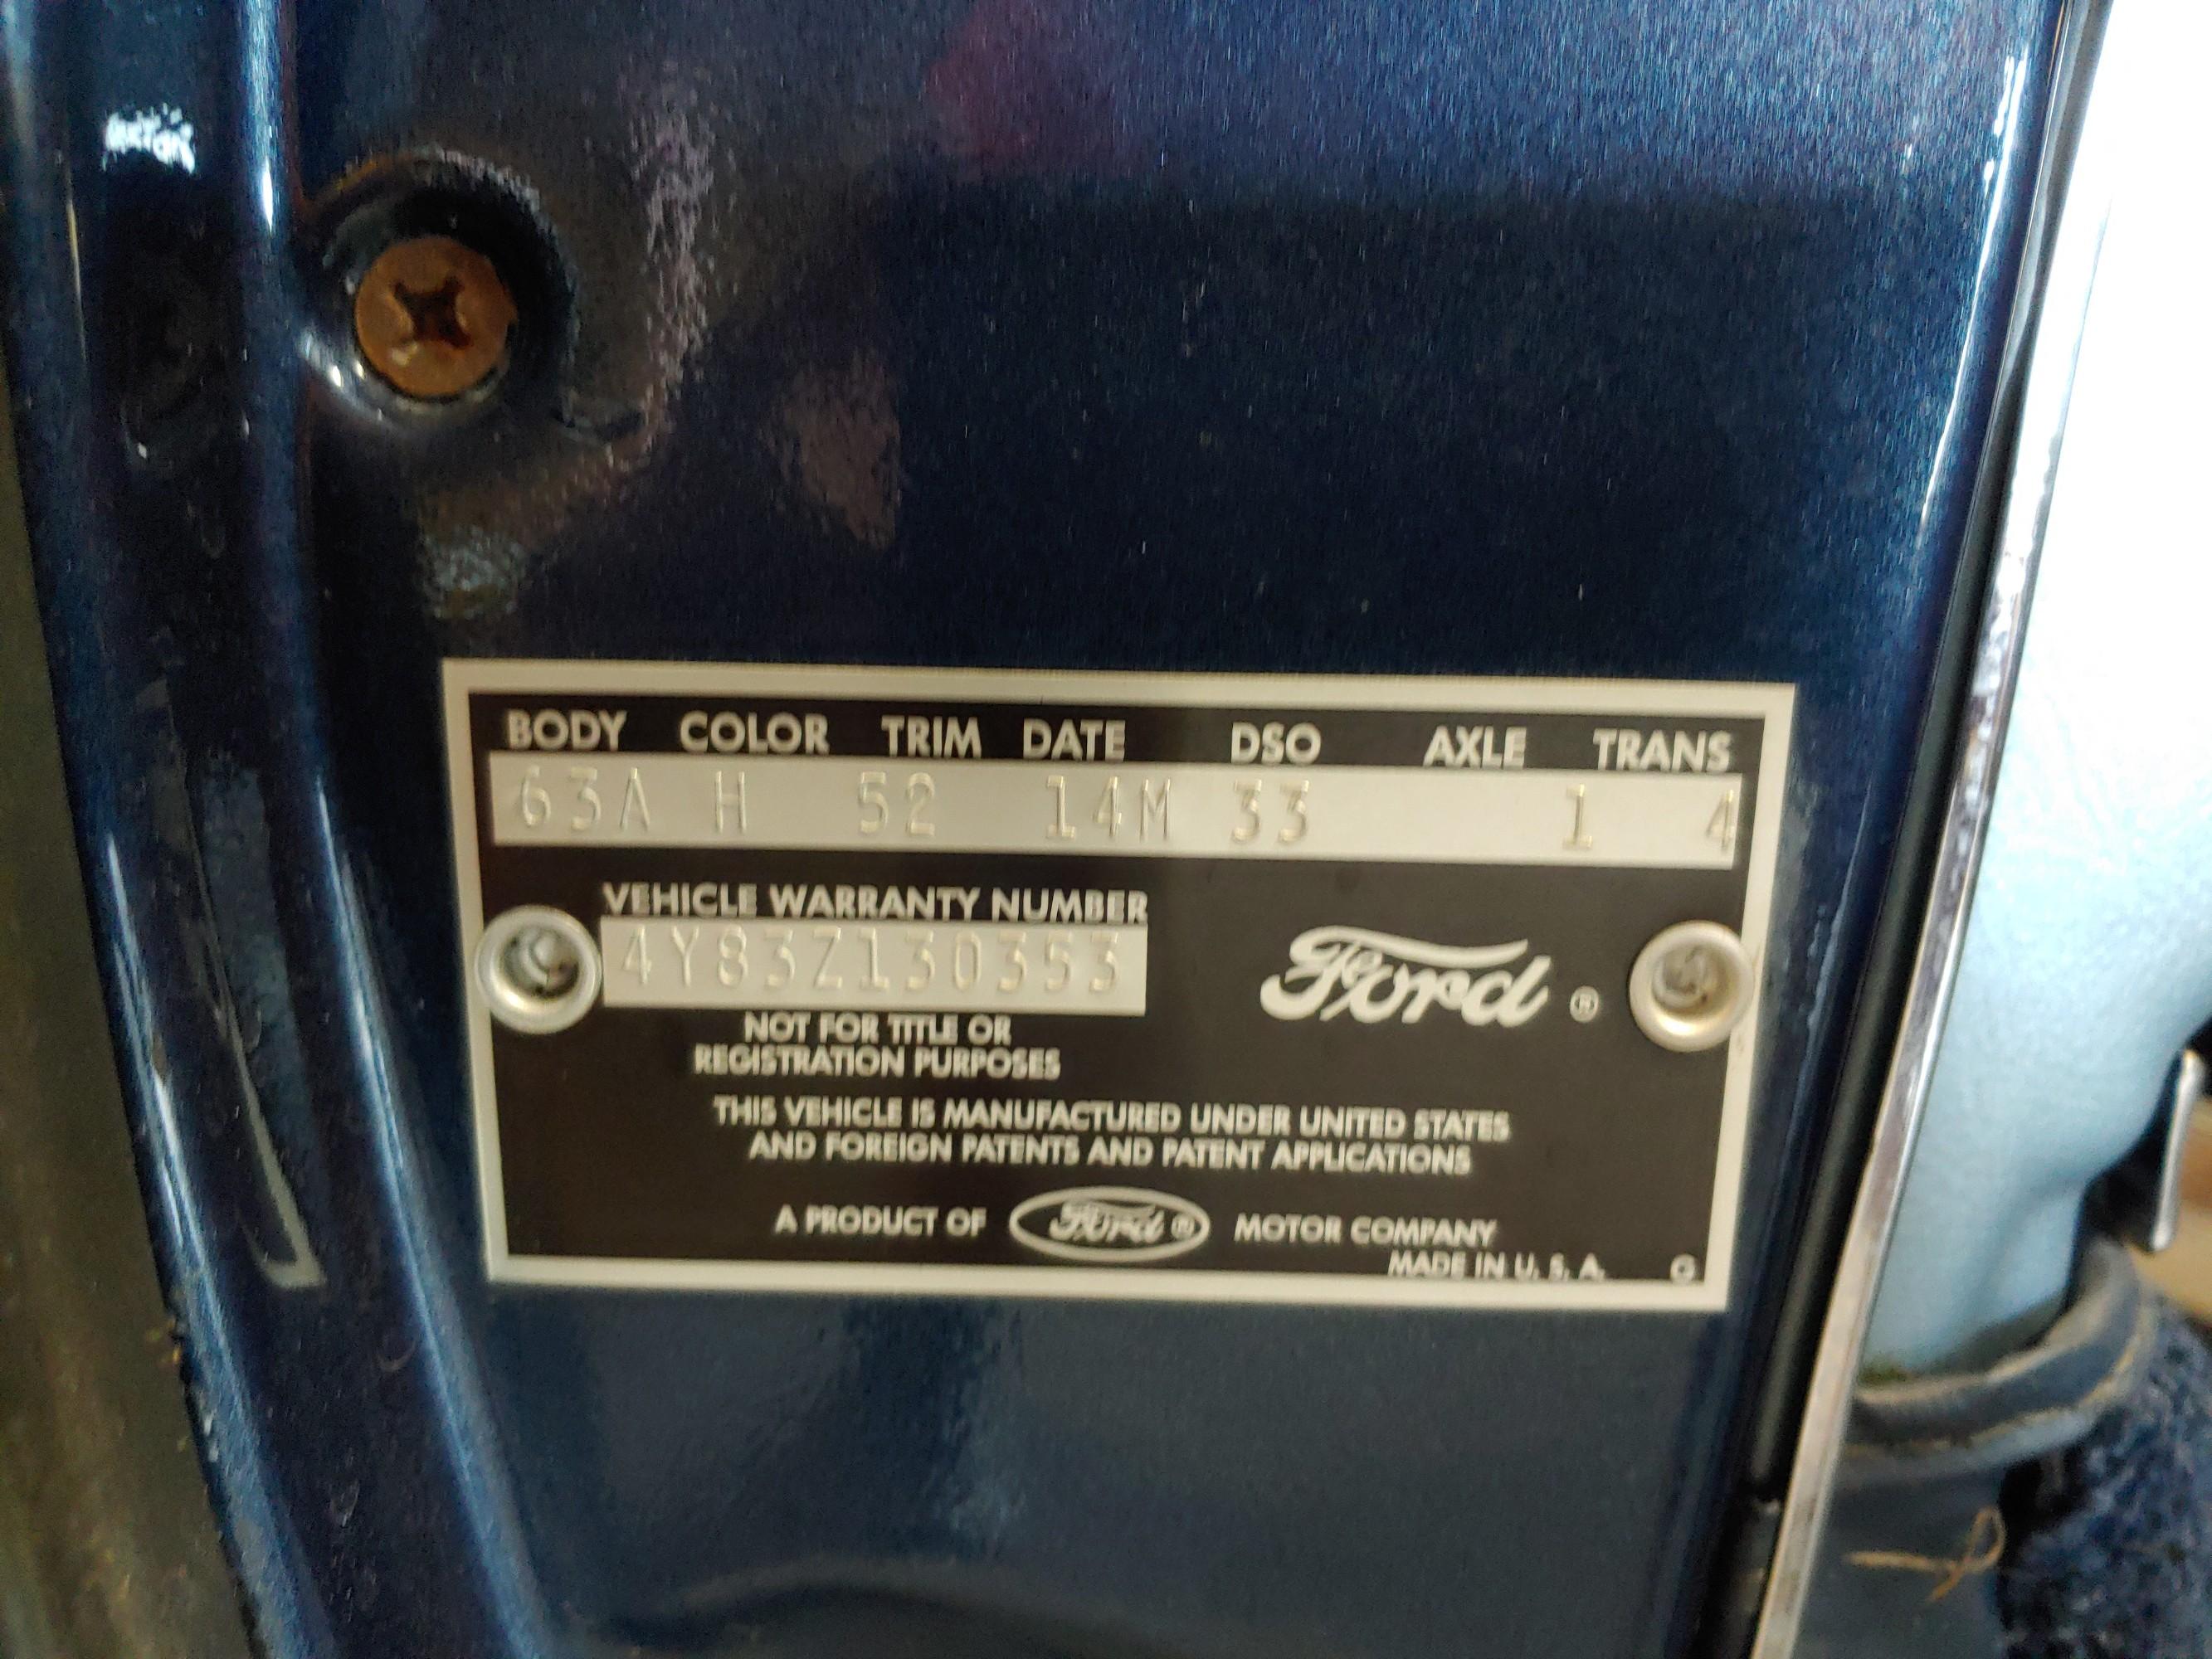 BODY COLOR TRIM DATE DSO AXLE TRANS
63A H 52 14M 33 1 4
VEHICLE WARRANTY NUMBER
4Y83Z130353
Ford ®
NOT FOR TITLE OR
REGISTRATION PURPOSES
THIS VEHICLE IS MANUFACTURED UNDER UNITED STATES
AND FOREIGN PATENTS AND PATENT APPLICATIONS
A PRODUCT OF Ford ® MOTOR COMPANY
MADE IN U. S. A. G